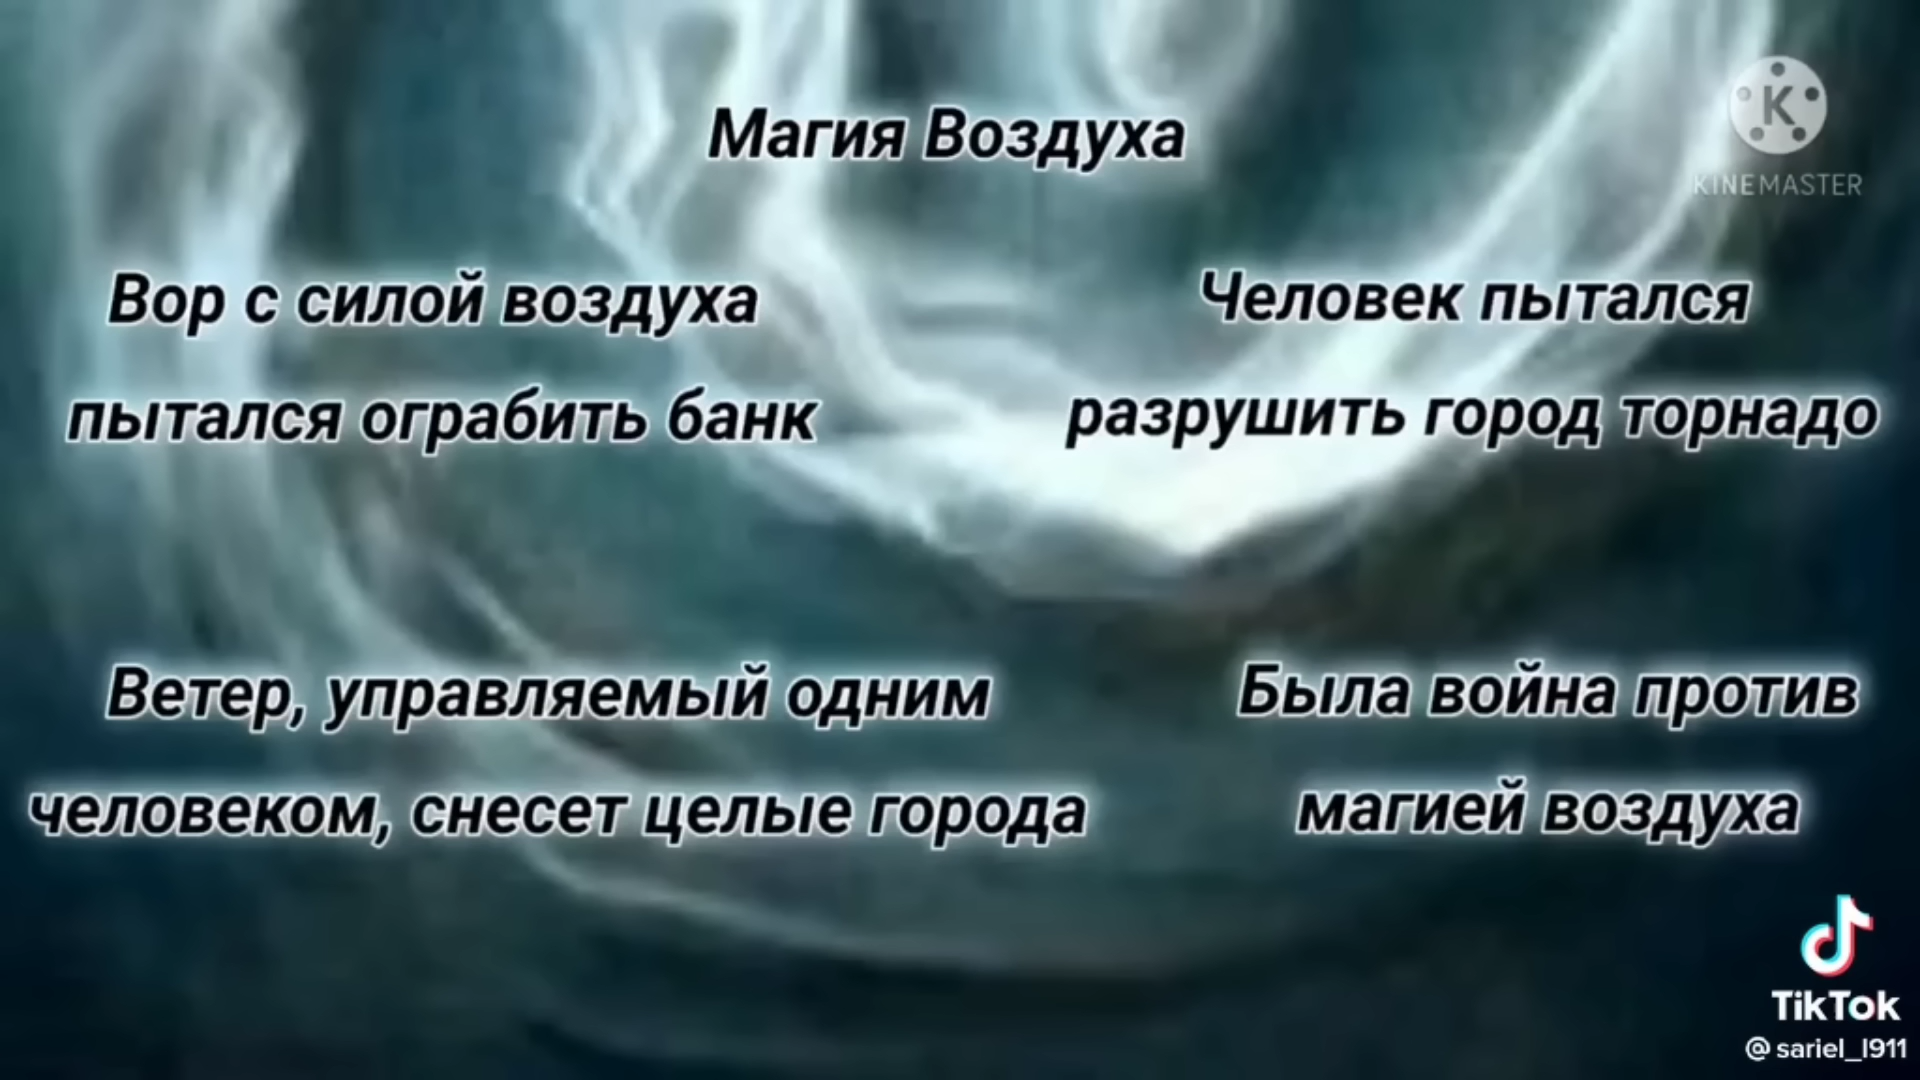 Магия Воздуха
KINEMASTER
Вор с силой воздуха
пытался ограбить банк
Человек пытался
разрушить город торнадо
Ветер, управляемый одним
человеком, снесет целые города
Была война против
магией воздуха
TikTok
@sariel_l911